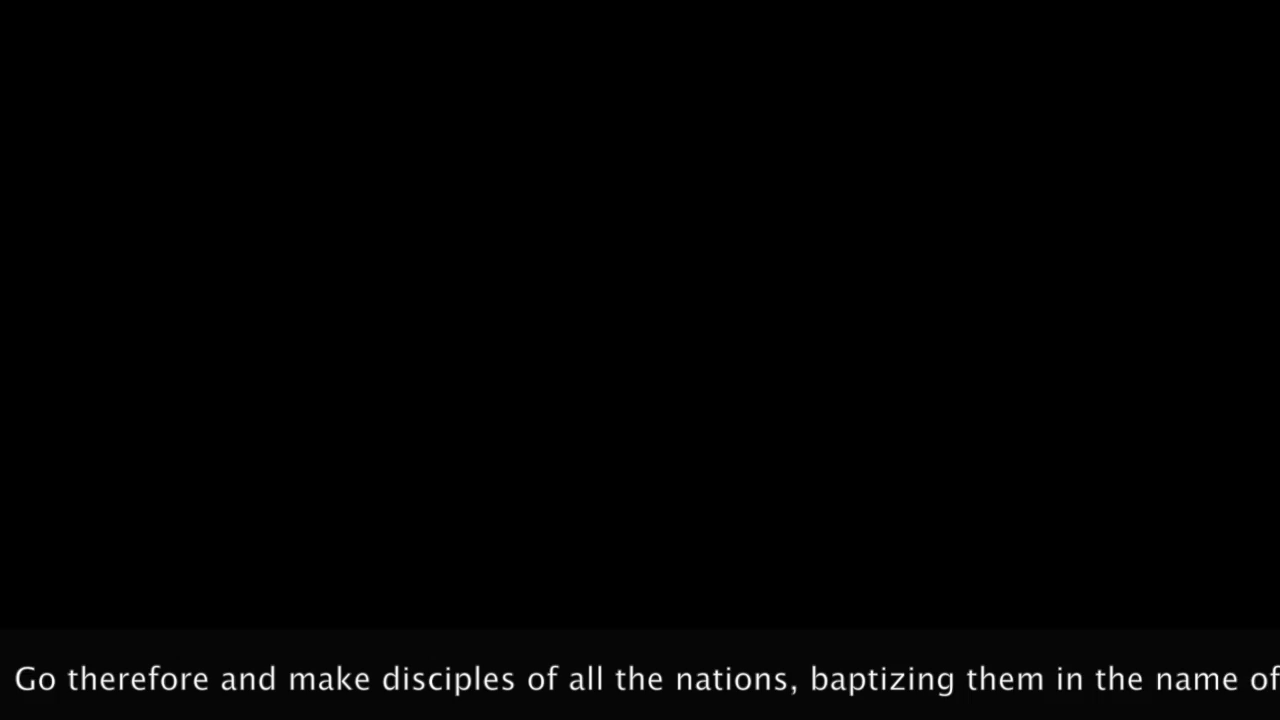 Go therefore and make disciples of all the nations, baptizing them in the name of